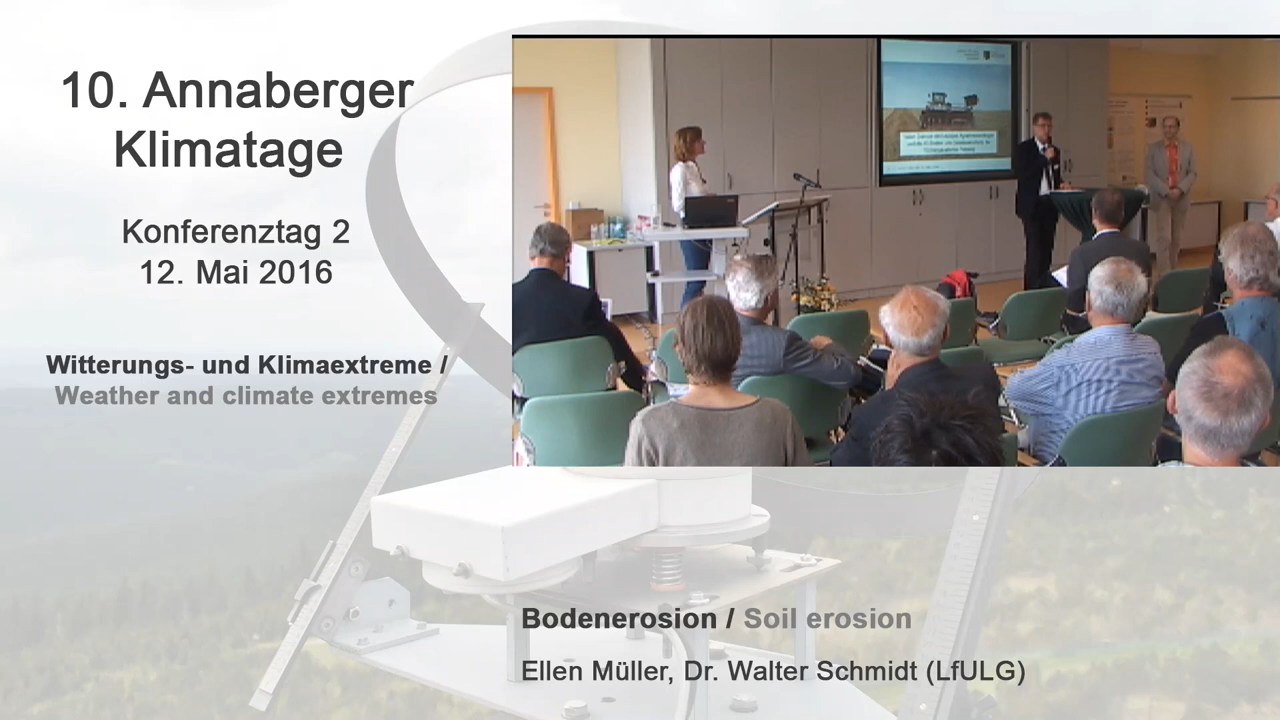 10. Annaberger
Klimatage
Konferenztag 2
12. Mai 2016
Witterungs- und Klimaextreme /
Weather and climate extremes
Bodenerosion / Soil erosion
Ellen Müller, Dr. Walter Schmidt (LfULG)